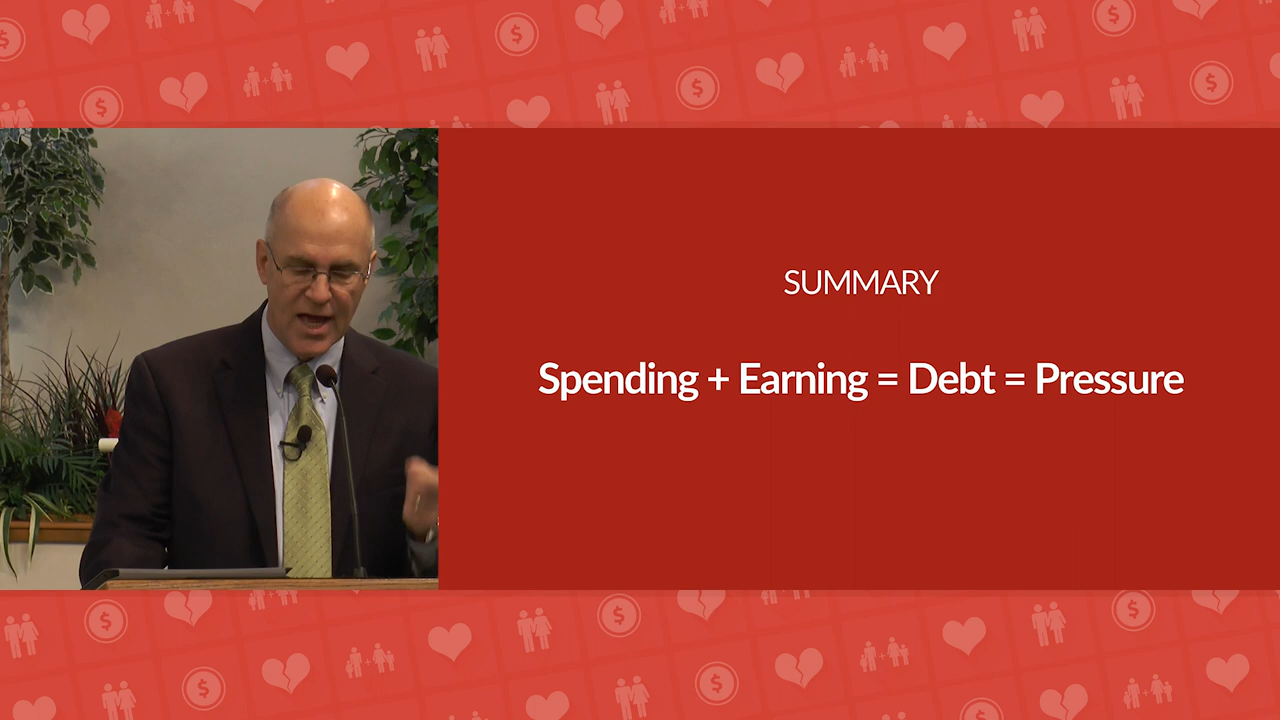 SUMMARY
Spending + Earning = Debt = Pressure